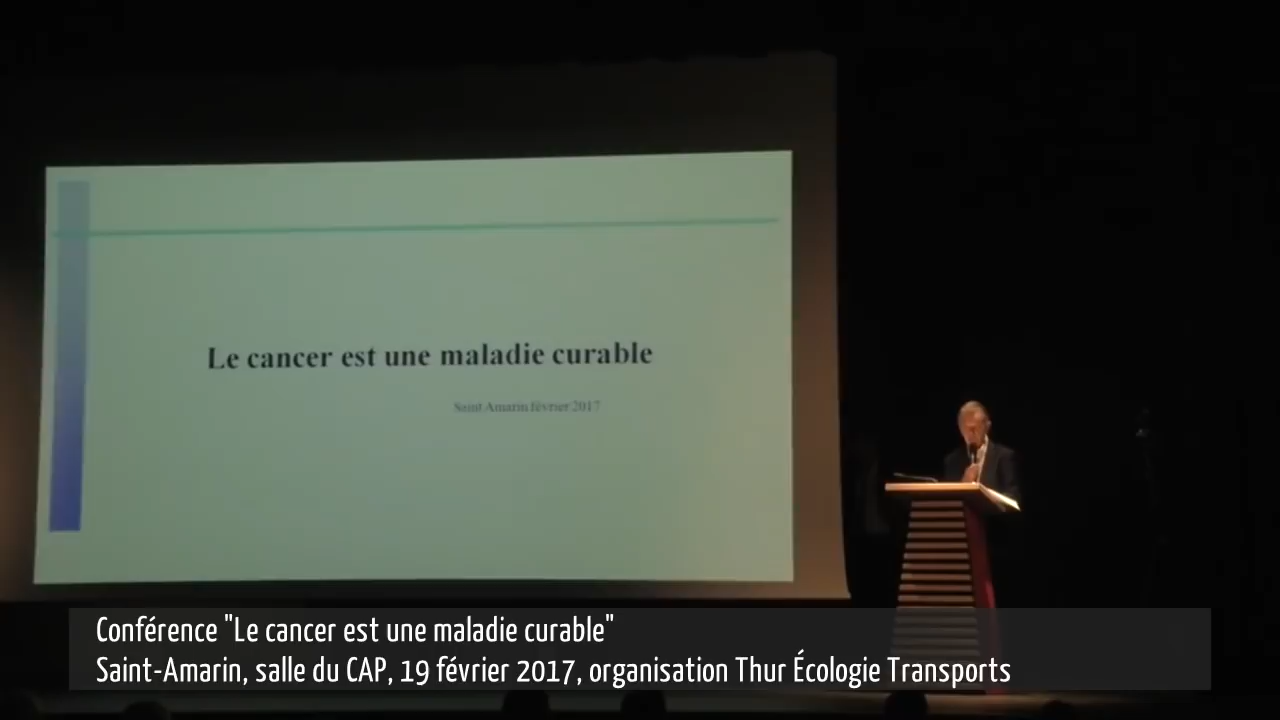 Le cancer est une maladie curable
Saint Amarin février 2017
Conférence "Le cancer est une maladie curable"
Saint-Amarin, salle du CAP, 19 février 2017, organisation Thur Écologie Transports